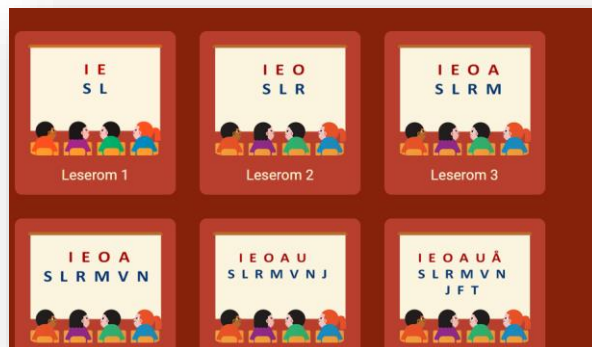 I E
S L
Leserom 1
I E O
S L R
Leserom 2
I E O A
S L R M
Leserom 3
I E O A
S L R M V N
I E O A U
S L R M V N J
I E O A U Å
S L R M V N
J F T